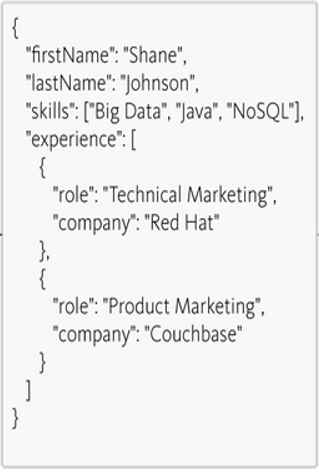 {
"firstName": "Shane",
"lastName": "Johnson",
"skills": ["Big Data", "Java", "NoSQL"],
"experience": [
{
"role": "Technical Marketing",
"company": "Red Hat"
},
{
"role": "Product Marketing",
"company": "Couchbase"
}
]
}